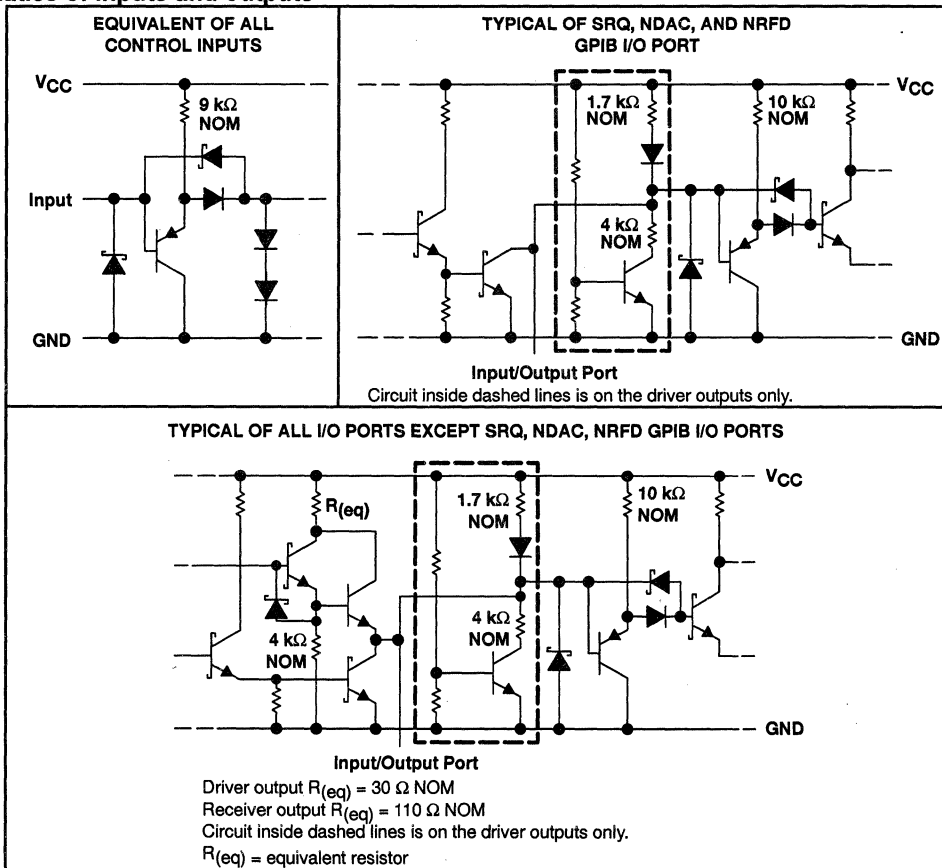 EQUIVALENT OF ALL
CONTROL INPUTS
VCC
9 kΩ
NOM
Input
GND
TYPICAL OF SRQ, NDAC, AND NRFD
GPIB I/O PORT
VCC
1.7 kΩ
NOM
10 kΩ
NOM
4 kΩ
NOM
GND
Input/Output Port
Circuit inside dashed lines is on the driver outputs only.
TYPICAL OF ALL I/O PORTS EXCEPT SRQ, NDAC, NRFD GPIB I/O PORTS
VCC
R(eq)
1.7 kΩ
NOM
10 kΩ
NOM
4 kΩ
NOM
4 kΩ
NOM
GND
Input/Output Port
Driver output R(eq) = 30 Ω NOM
Receiver output R(eq) = 110 Ω NOM
Circuit inside dashed lines is on the driver outputs only.
R(eq) = equivalent resistor